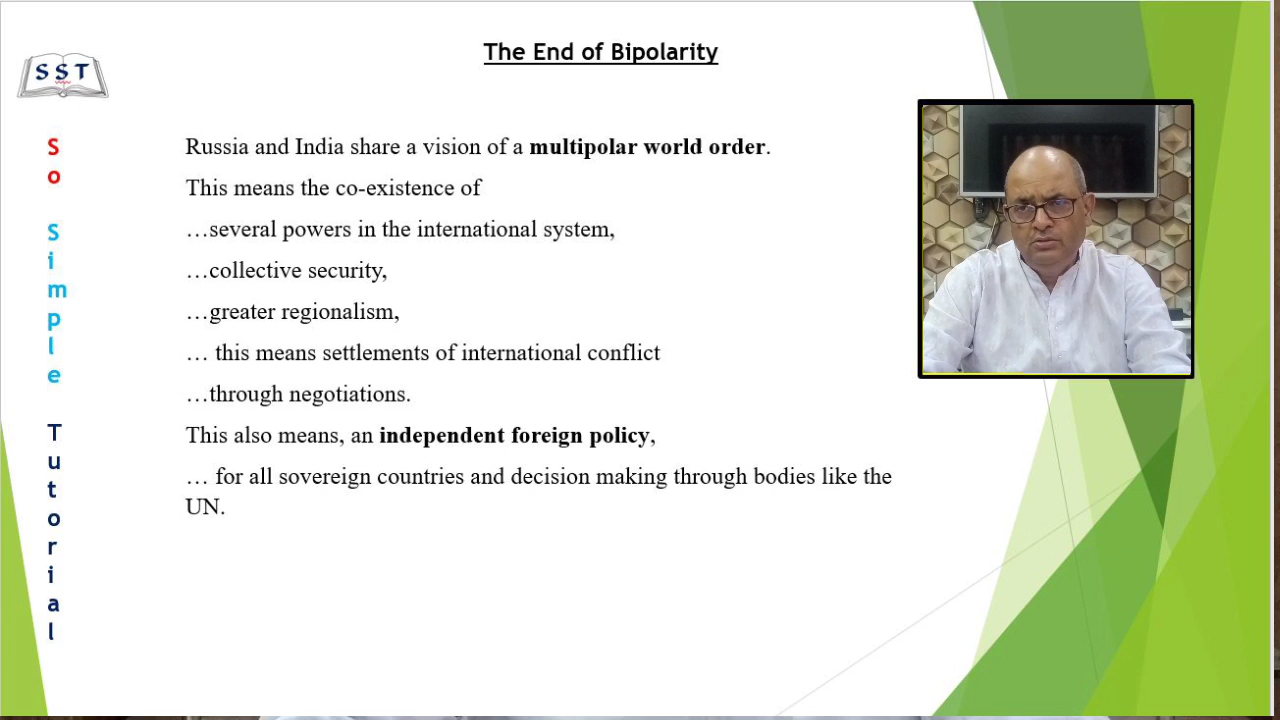 The End of Bipolarity
SST
So Simple Tutorial
Russia and India share a vision of a multipolar world order.
This means the co-existence of
…several powers in the international system,
…collective security,
…greater regionalism,
… this means settlements of international conflict
…through negotiations.
This also means, an independent foreign policy,
… for all sovereign countries and decision making through bodies like the
UN.